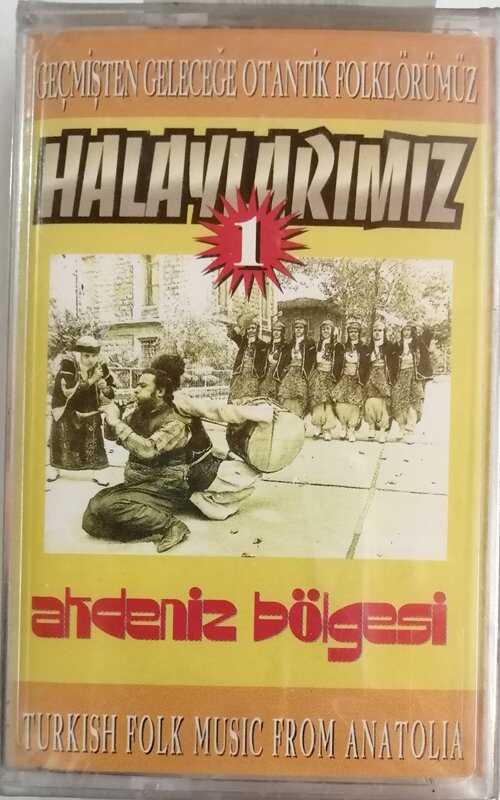 GEÇMİŞTEN GELECEĞE OTANTİK FOLKLÖRÜMÜZ
HALAYLARIMIZ
1
akdeniz bölgesi
TURKISH FOLK MUSIC FROM ANATOLIA